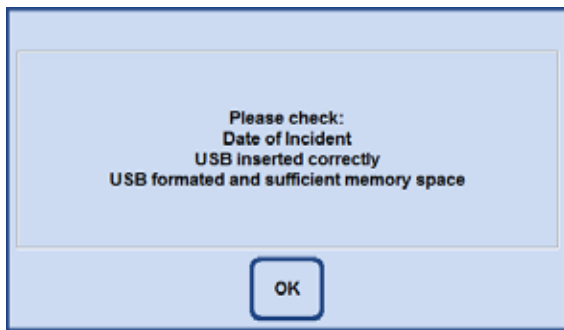 Please check:
Date of Incident
USB inserted correctly
USB formated and sufficient memory space
OK